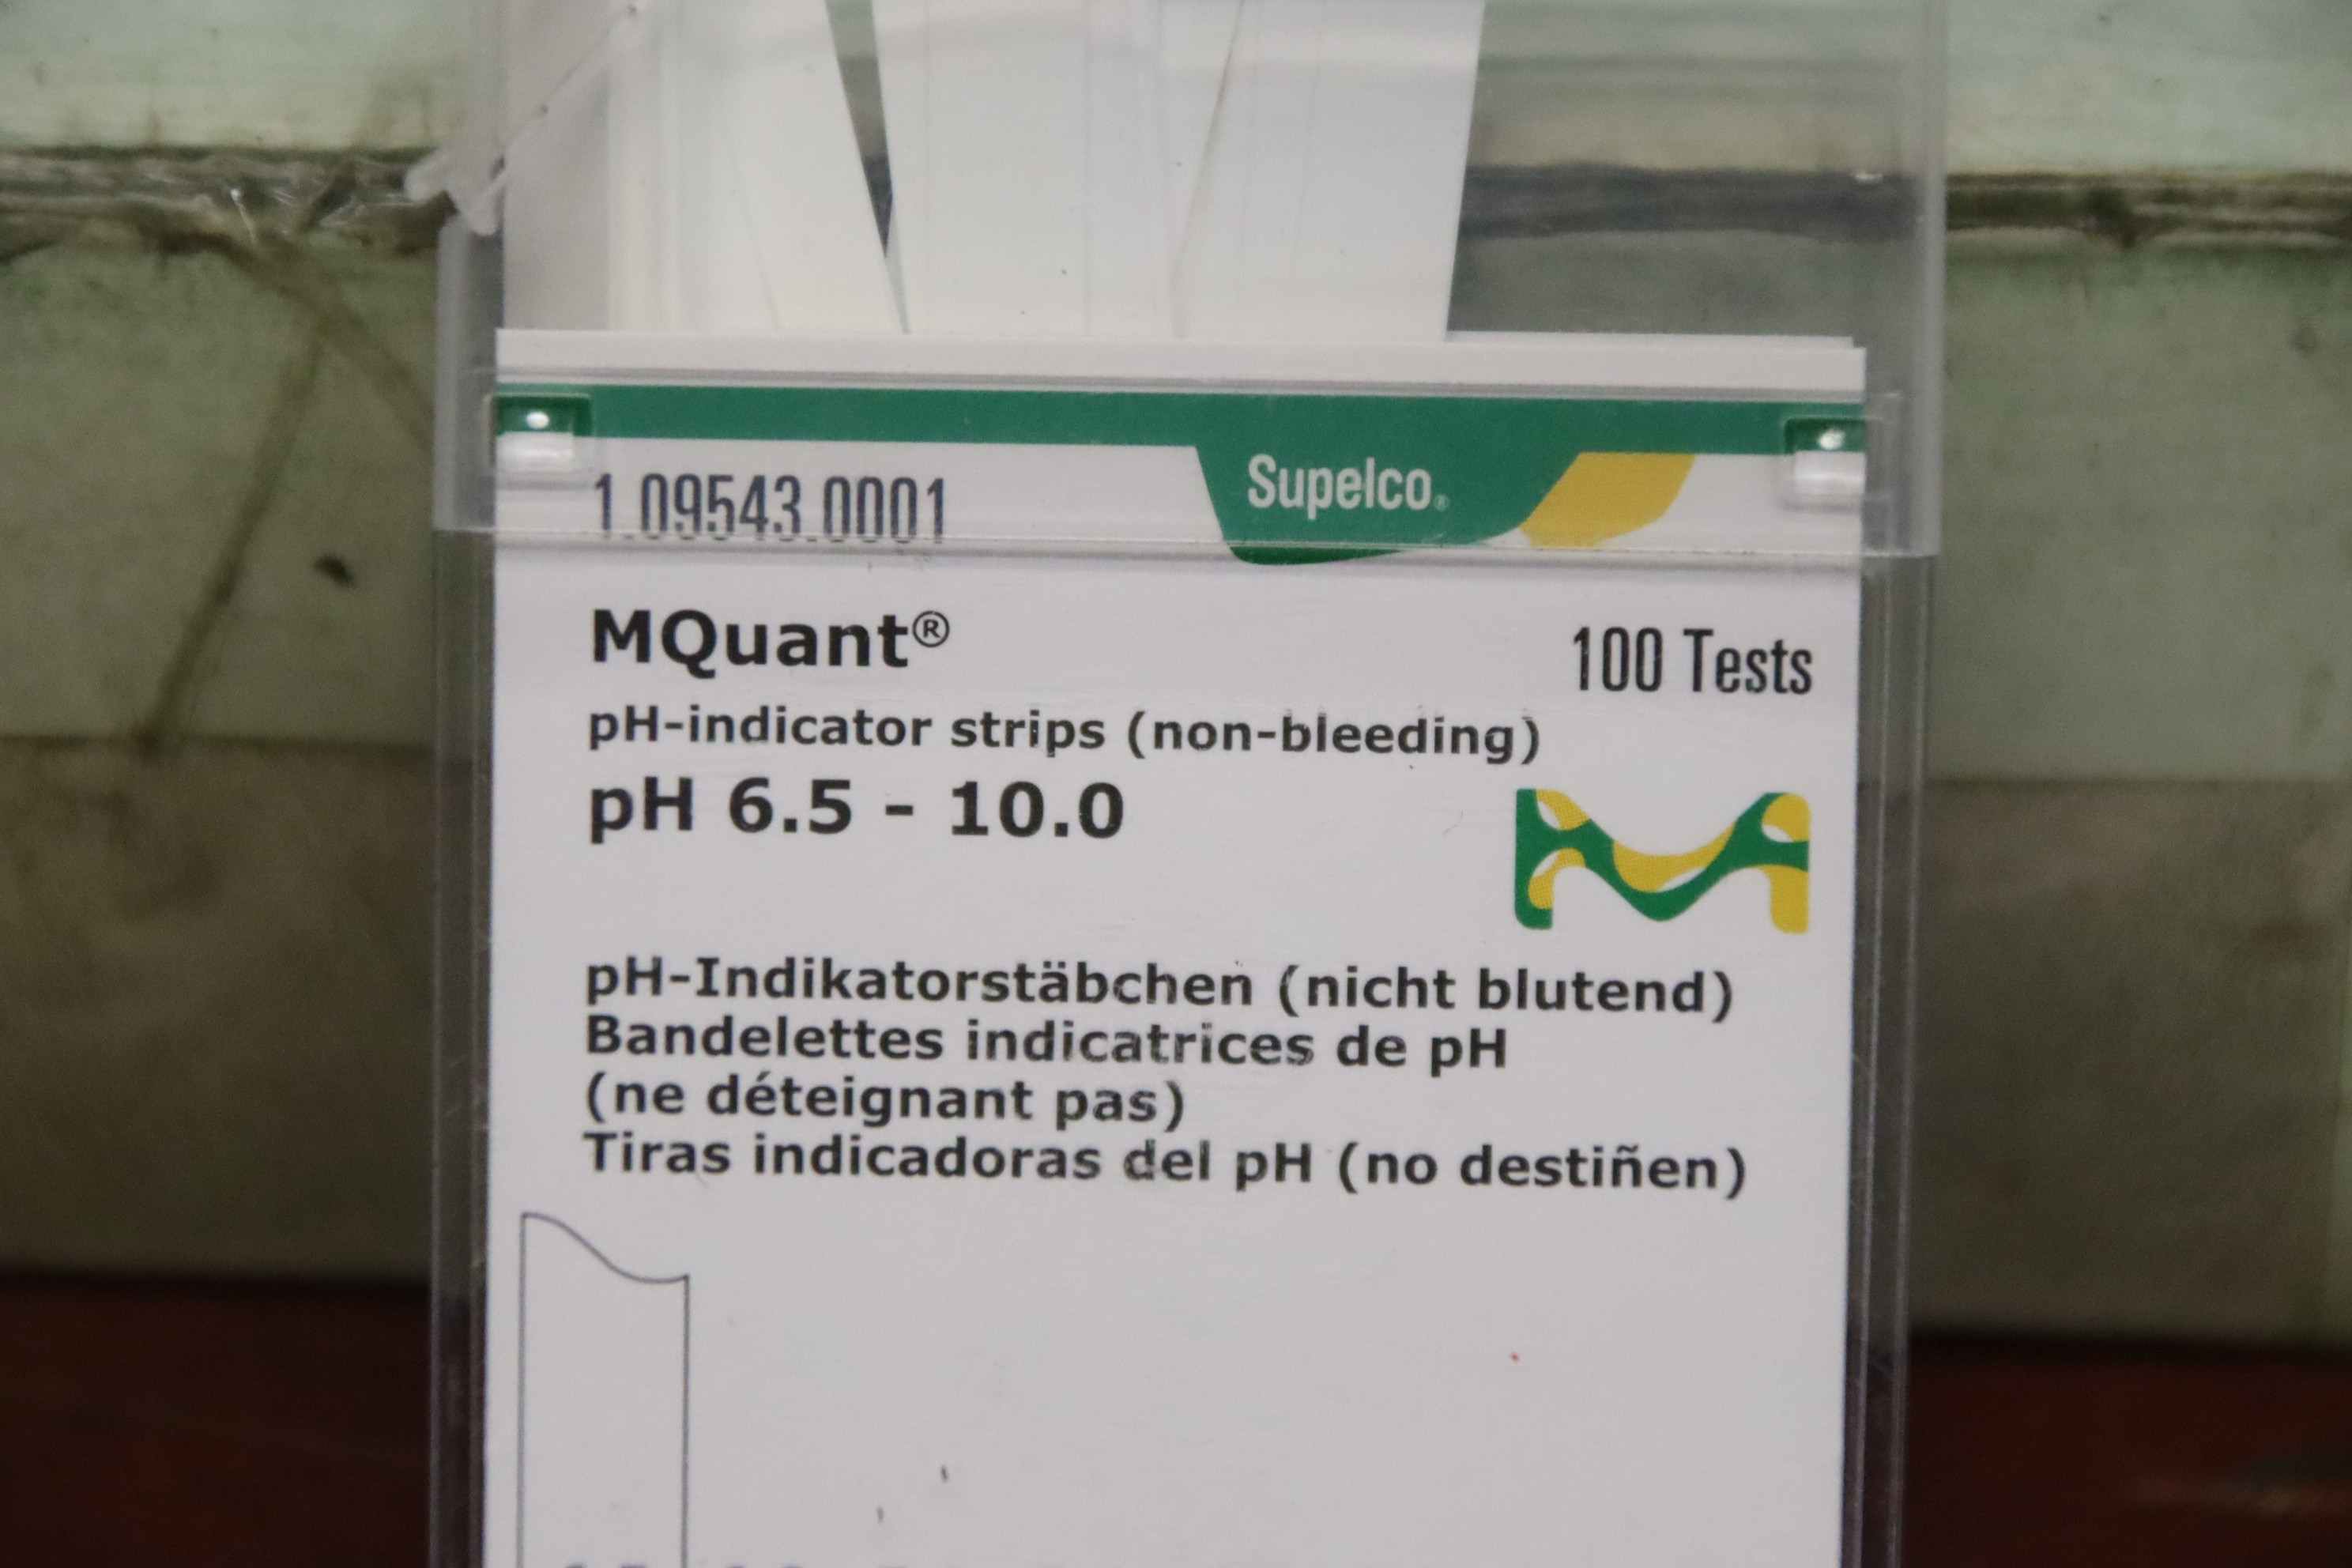 1.09543.0001
Supelco®
MQuant®
100 Tests
pH-indicator strips (non-bleeding)
pH 6.5 - 10.0
pH-Indikatorstäbchen (nicht blutend)
Bandelettes indicatrices de pH
(ne déteignant pas)
Tiras indicadoras del pH (no destiñen)